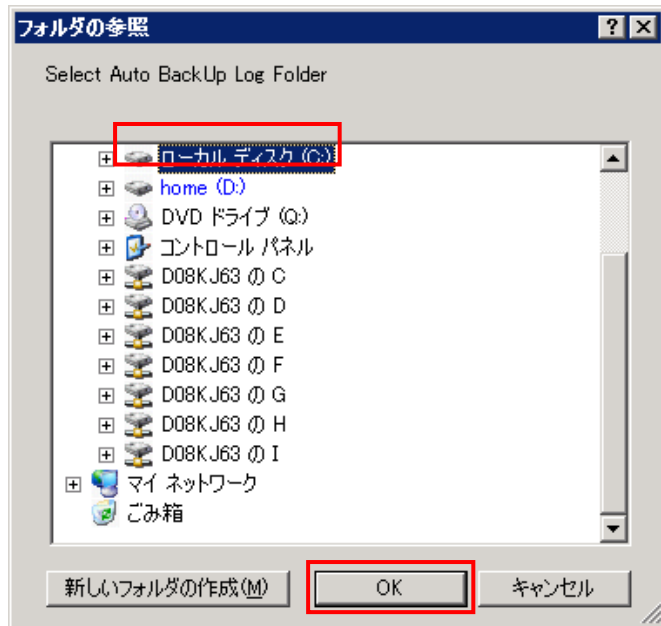 フォルダの参照
Select Auto BackUp Log Folder
ローカル ディスク (C:)
home (D:)
DVD ドライブ (Q:)
コントロール パネル
D08KJ63 の C
D08KJ63 の D
D08KJ63 の E
D08KJ63 の F
D08KJ63 の G
D08KJ63 の H
D08KJ63 の I
マイ ネットワーク
ごみ箱
新しいフォルダの作成(M) OK キャンセル